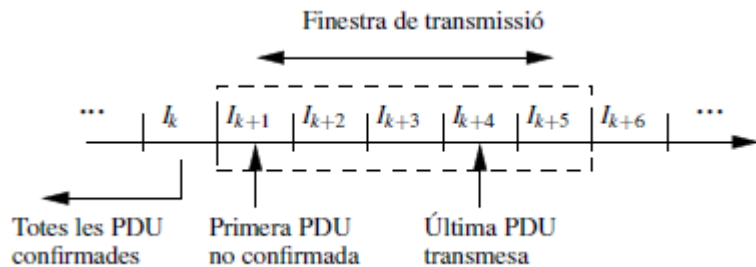 Finestra de transmissió
... I_k I_{k+1} I_{k+2} I_{k+3} I_{k+4} I_{k+5} I_{k+6} ...
Totes les PDU
confirmades
Primera PDU
no confirmada
Última PDU
transmesa